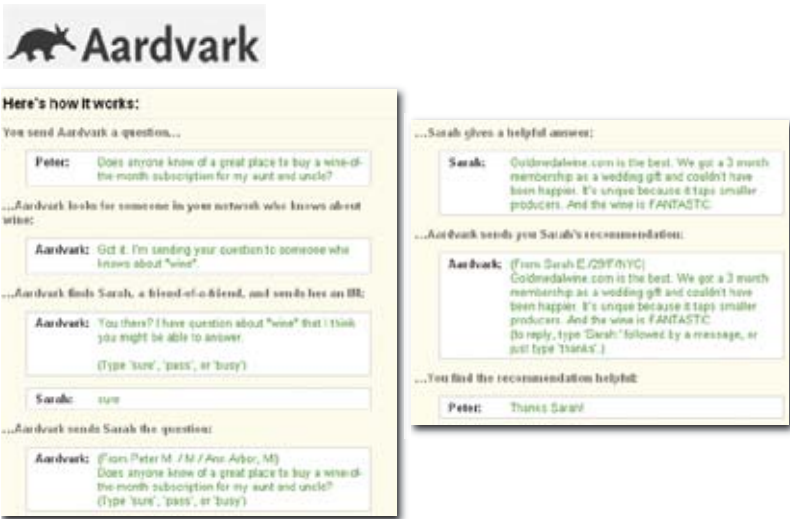 Aardvark
Here's how it works:
You send Aardvark a question...
Peter: Does anyone know of a great place to buy a wine-of-
the-month subscription for my aunt and uncle?
...Aardvark looks for someone in your network who knows about
wine:
Aardvark: Got it. I'm sending your question to someone who
knows about "wine".
...Aardvark finds Sarah, a friend-of-a-friend, and sends her an IM:
Aardvark: You there? I have question about "wine" that I think
you might be able to answer.
(Type 'sure', 'pass', or 'busy')
Sarah: sure
...Aardvark sends Sarah the question:
Aardvark: (From Peter M. / M / Ann Arbor, MI)
Does anyone know of a great place to buy a wine-of-
the-month subscription for my aunt and uncle?
(Type 'sure', 'pass', or 'busy')
...Sarah gives a helpful answer:
Sarah: Goldmedalwine.com is the best. We got a 3 month
membership as a wedding gift and couldn't have
been happier. It's unique because it taps smaller
producers. And the wine is FANTASTIC
...Aardvark sends you Sarah's recommendation:
Aardvark: (From Sarah E./29/F/NYC)
Goldmedalwine.com is the best. We got a 3 month
membership as a wedding gift and couldn't have
been happier. It's unique because it taps smaller
producers. And the wine is FANTASTIC
(to reply, type 'Sarah:' followed by a message, or
just type 'thanks'.)
...You find the recommendation helpful:
Peter: Thanks Sarah!